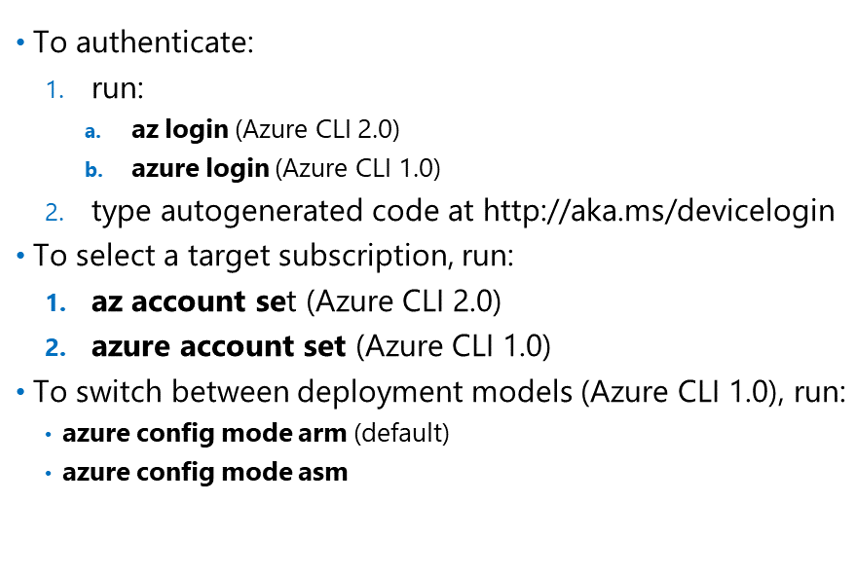 • To authenticate:
1. run:
a. az login (Azure CLI 2.0)
b. azure login (Azure CLI 1.0)
2. type autogenerated code at http://aka.ms/devicelogin
• To select a target subscription, run:
1. az account set (Azure CLI 2.0)
2. azure account set (Azure CLI 1.0)
• To switch between deployment models (Azure CLI 1.0), run:
• azure config mode arm (default)
• azure config mode asm